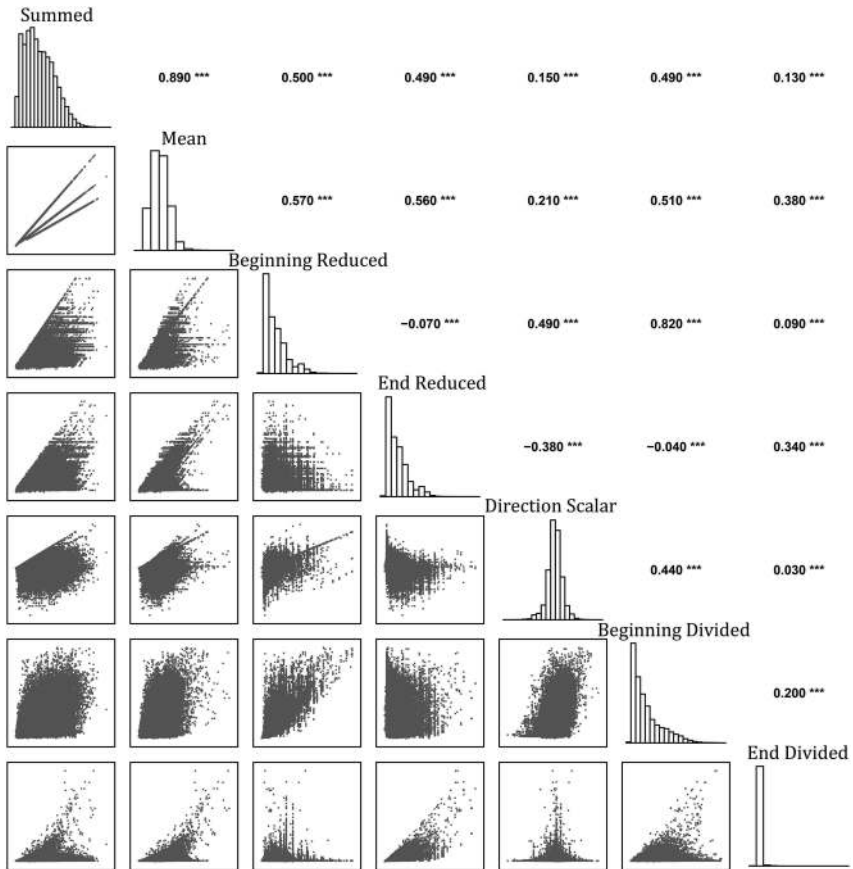 Summed
0.890 *** 0.500 *** 0.490 *** 0.150 *** 0.490 *** 0.130 ***
Mean
0.570 *** 0.560 *** 0.210 *** 0.510 *** 0.380 ***
Beginning Reduced
−0.070 *** 0.490 *** 0.820 *** 0.090 ***
End Reduced
−0.380 *** −0.040 *** 0.340 ***
Direction Scalar
0.440 *** 0.030 ***
Beginning Divided
0.200 ***
End Divided